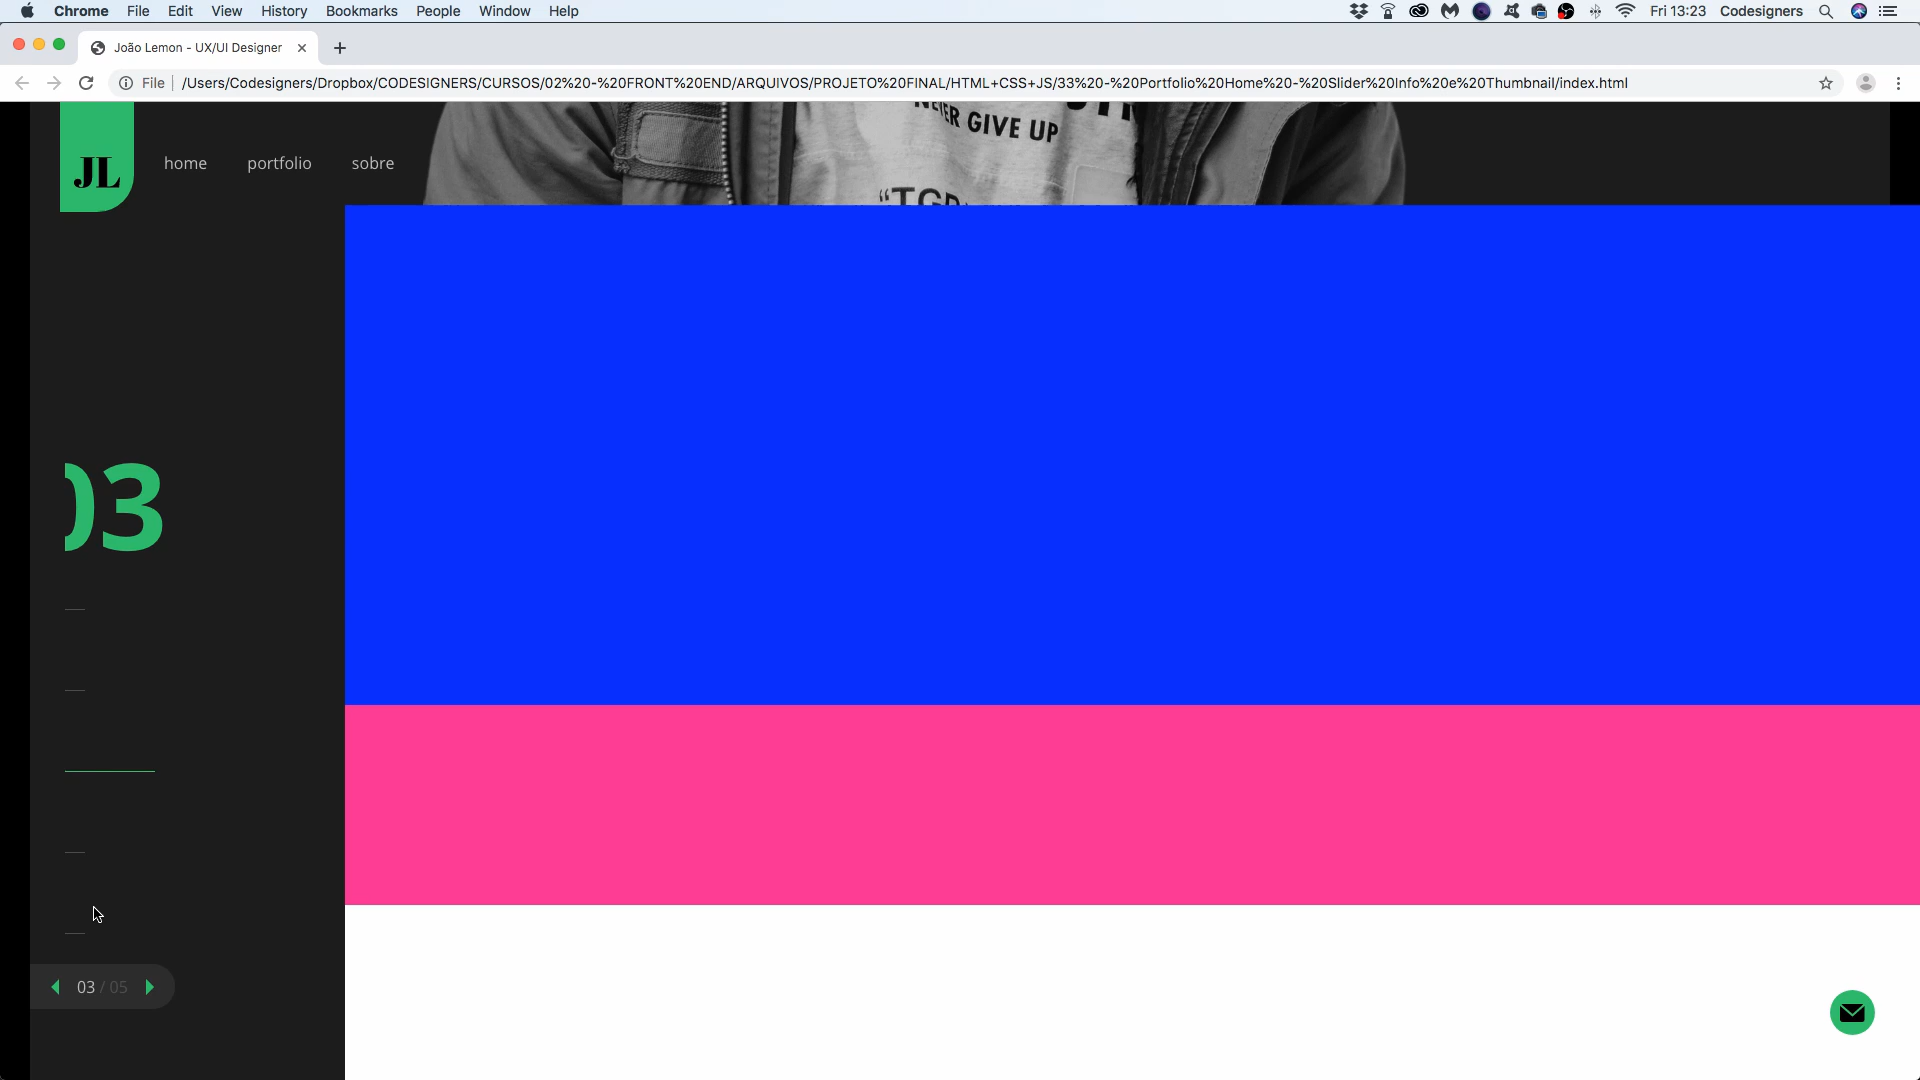 Chrome File Edit View History Bookmarks People Window Help Fri 13:23 Codesigners
João Lemon - UX/UI Designer
File /Users/Codesigners/Dropbox/CODESIGNERS/CURSOS/02%20-%20FRONT%20END/ARQUIVOS/PROJETO%20FINAL/HTML+CSS+JS/33%20-%20Portfolio%20Home%20-%20Slider%20Info%20e%20Thumbnail/index.html
NEVER GIVE UP
JL home portfolio sobre
03
03 / 05